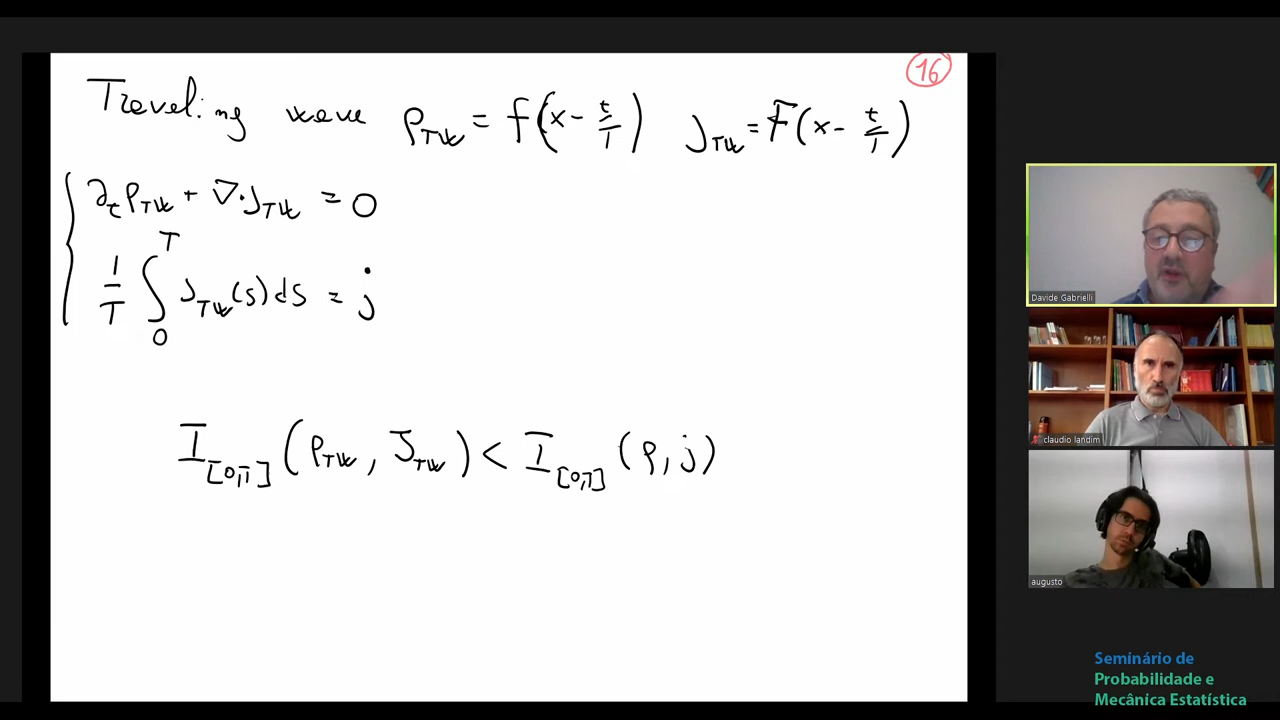 16
Traveling wave ρ_TW = f(x - t/T) J_TW = F(x - t/T)
∂_t ρ_TW + ∇·J_TW = 0
1/T ∫_0^T J_TW(s) ds = j
I_[0,T] (ρ_TW, J_TW) < I_[0,T] (ρ, j)
Davide Gabrielli
claudio landim
augusto
Seminário de
Probabilidade e
Mecânica Estatística